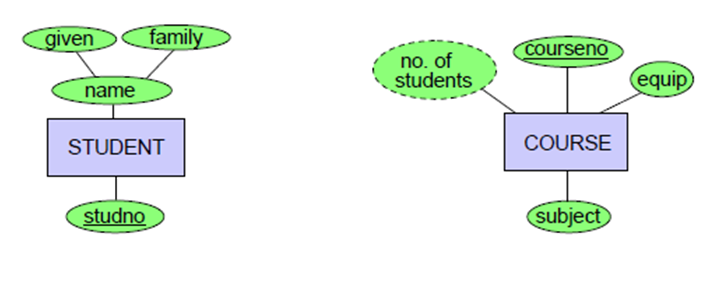 given
family
name
STUDENT
studno
no. of
students
courseno
equip
COURSE
subject